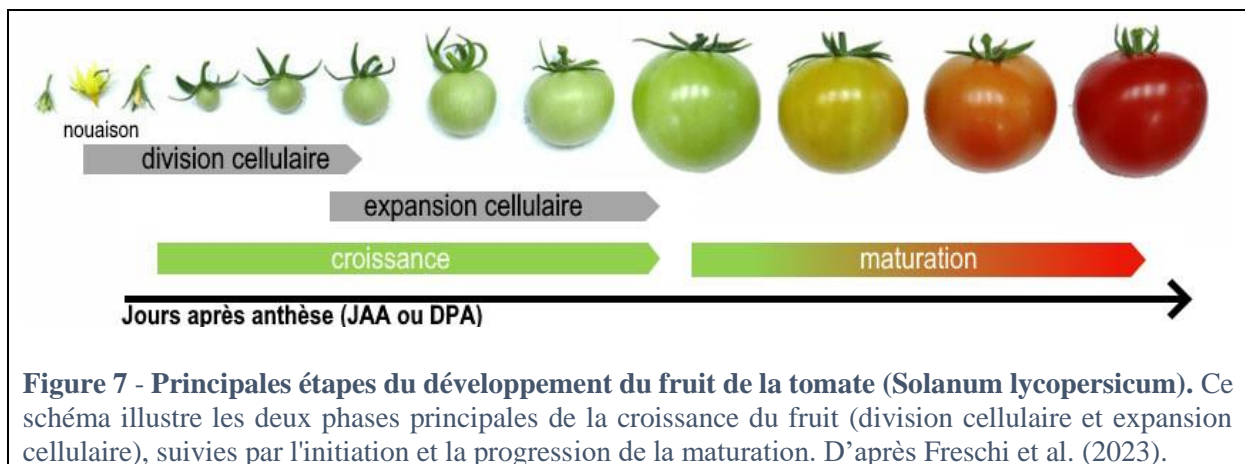 nouaison
division cellulaire
expansion cellulaire
croissance
maturation
Jours après anthèse (JAA ou DPA)
Figure 7 - Principales étapes du développement du fruit de la tomate (Solanum lycopersicum). Ce
schéma illustre les deux phases principales de la croissance du fruit (division cellulaire et expansion
cellulaire), suivies par l'initiation et la progression de la maturation. D’après Freschi et al. (2023).